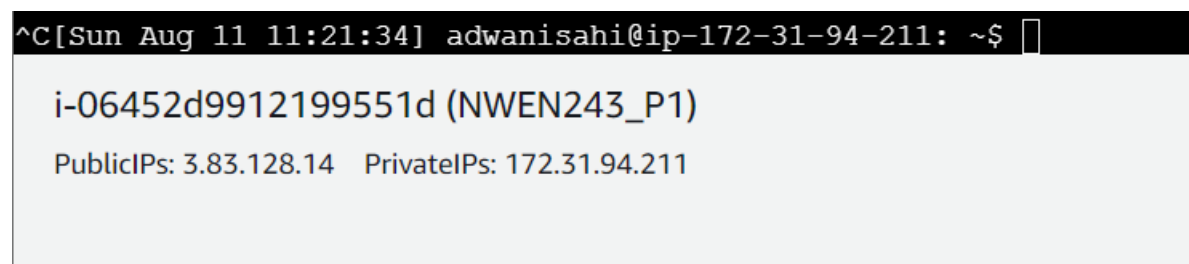 ^C[Sun Aug 11 11:21:34] adwanisahi@ip-172-31-94-211: ~$
i-06452d9912199551d (NWEN243_P1)
PublicIPs: 3.83.128.14 PrivateIPs: 172.31.94.211